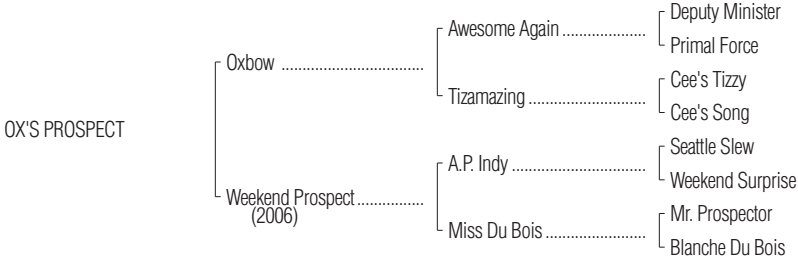 Deputy Minister
Awesome Again ....................
Primal Force
Oxbow .................................
Cee's Tizzy
Tizamazing ...........................
Cee's Song
OX'S PROSPECT
Seattle Slew
A.P. Indy ...............................
Weekend Surprise
Weekend Prospect ................
(2006)
Mr. Prospector
Miss Du Bois ........................
Blanche Du Bois